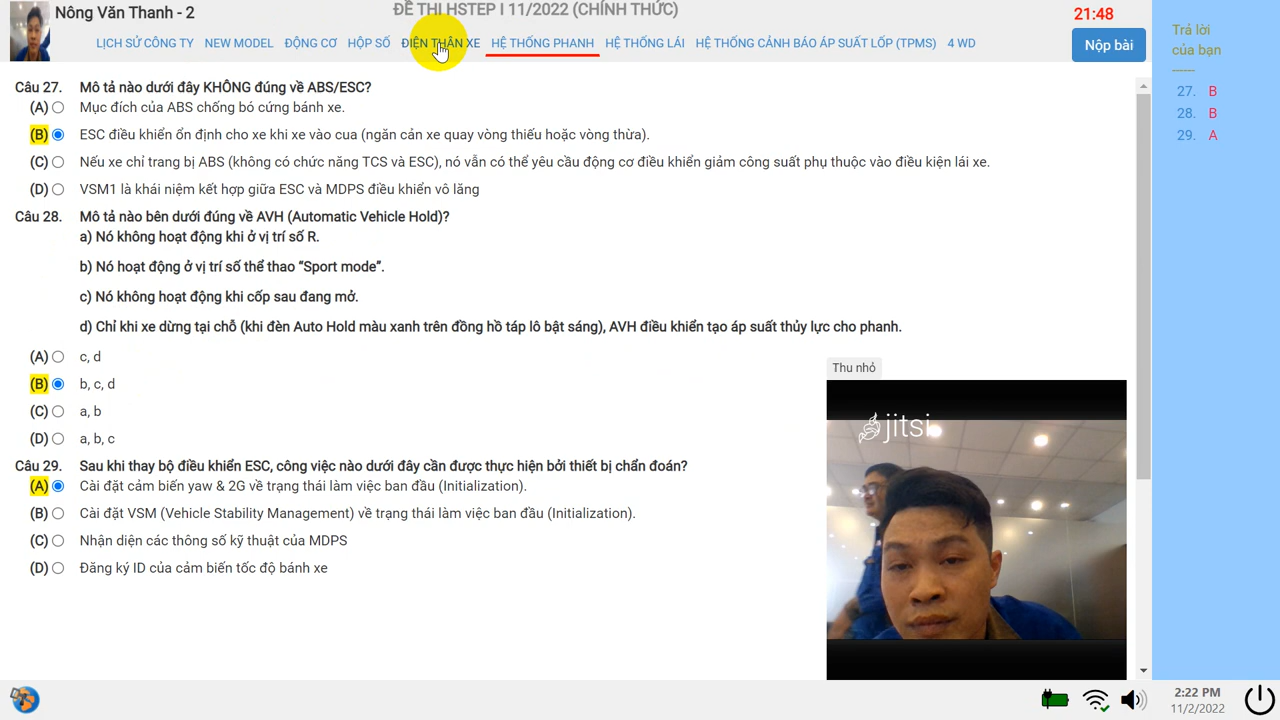 Nông Văn Thanh - 2
ĐỀ THI HSTEP I 11/2022 (CHÍNH THỨC)
21:48
LỊCH SỬ CÔNG TY NEW MODEL ĐỘNG CƠ HỘP SỐ ĐIỆN THÂN XE HỆ THỐNG PHANH HỆ THỐNG LÁI HỆ THỐNG CẢNH BÁO ÁP SUẤT LỐP (TPMS) 4 WD
Nộp bài
Trả lời
của bạn
------
27. B
28. B
29. A
Câu 27. Mô tả nào dưới đây KHÔNG đúng về ABS/ESC?
(A) Mục đích của ABS chống bó cứng bánh xe.
(B) ESC điều khiển ổn định cho xe khi xe vào cua (ngăn cản xe quay vòng thiếu hoặc vòng thừa).
(C) Nếu xe chỉ trang bị ABS (không có chức năng TCS và ESC), nó vẫn có thể yêu cầu động cơ điều khiển giảm công suất phụ thuộc vào điều kiện lái xe.
(D) VSM1 là khái niệm kết hợp giữa ESC và MDPS điều khiển vô lăng
Câu 28. Mô tả nào bên dưới đúng về AVH (Automatic Vehicle Hold)?
a) Nó không hoạt động khi ở vị trí số R.
b) Nó hoạt động ở vị trí số thể thao “Sport mode”.
c) Nó không hoạt động khi cốp sau đang mở.
d) Chỉ khi xe dừng tại chỗ (khi đèn Auto Hold màu xanh trên đồng hồ táp lô bật sáng), AVH điều khiển tạo áp suất thủy lực cho phanh.
(A) c, d
(B) b, c, d
(C) a, b
(D) a, b, c
Câu 29. Sau khi thay bộ điều khiển ESC, công việc nào dưới đây cần được thực hiện bởi thiết bị chẩn đoán?
(A) Cài đặt cảm biến yaw & 2G về trạng thái làm việc ban đầu (Initialization).
(B) Cài đặt VSM (Vehicle Stability Management) về trạng thái làm việc ban đầu (Initialization).
(C) Nhận diện các thông số kỹ thuật của MDPS
(D) Đăng ký ID của cảm biến tốc độ bánh xe
Thu nhỏ
jitsi
2:22 PM
11/2/2022